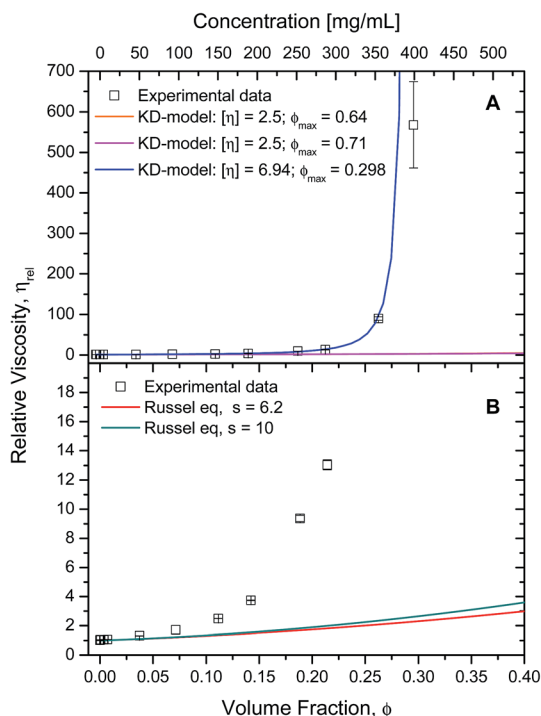 Concentration [mg/mL]
0 50 100 150 200 250 300 350 400 450 500
A
Experimental data
KD-model: [η] = 2.5; ϕmax = 0.64
KD-model: [η] = 2.5; ϕmax = 0.71
KD-model: [η] = 6.94; ϕmax = 0.298
700
600
500
400
300
200
100
0
Relative Viscosity, ηrel
B
Experimental data
Russel eq, s = 6.2
Russel eq, s = 10
18
16
14
12
10
8
6
4
2
0
0.00 0.05 0.10 0.15 0.20 0.25 0.30 0.35 0.40
Volume Fraction, ϕ